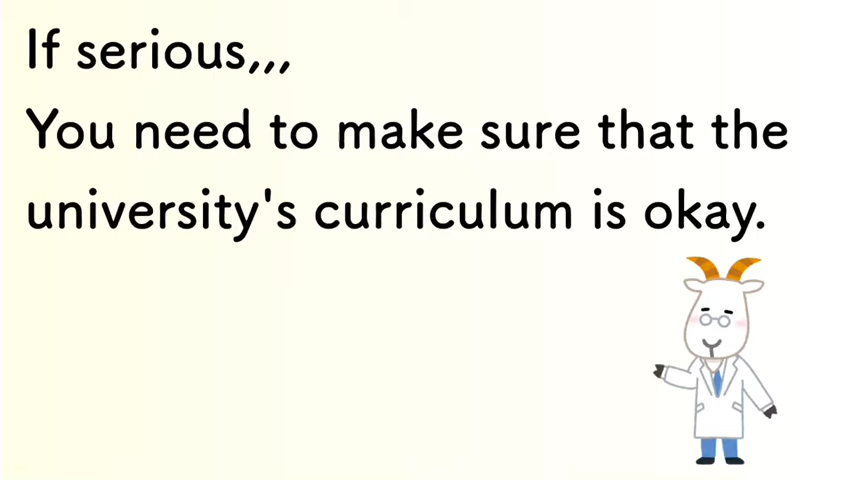 If serious,,,
You need to make sure that the
university's curriculum is okay.